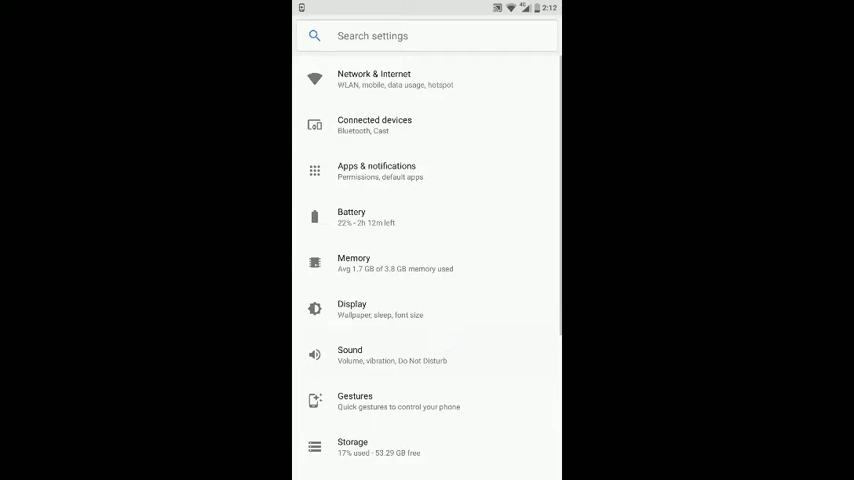 4G 2:12
Search settings
Network & Internet
WLAN, mobile, data usage, hotspot
Connected devices
Bluetooth, Cast
Apps & notifications
Permissions, default apps
Battery
22% - 2h 12m left
Memory
Avg 1.7 GB of 3.8 GB memory used
Display
Wallpaper, sleep, font size
Sound
Volume, vibration, Do Not Disturb
Gestures
Quick gestures to control your phone
Storage
17% used - 53.29 GB free